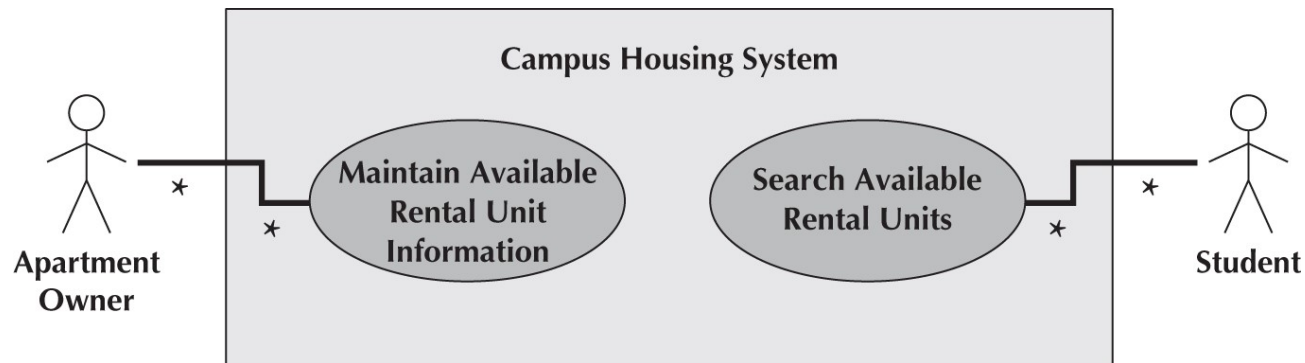 Campus Housing System
Maintain Available
Rental Unit
Information
Search Available
Rental Units
*
*
*
*
Apartment
Owner
Student